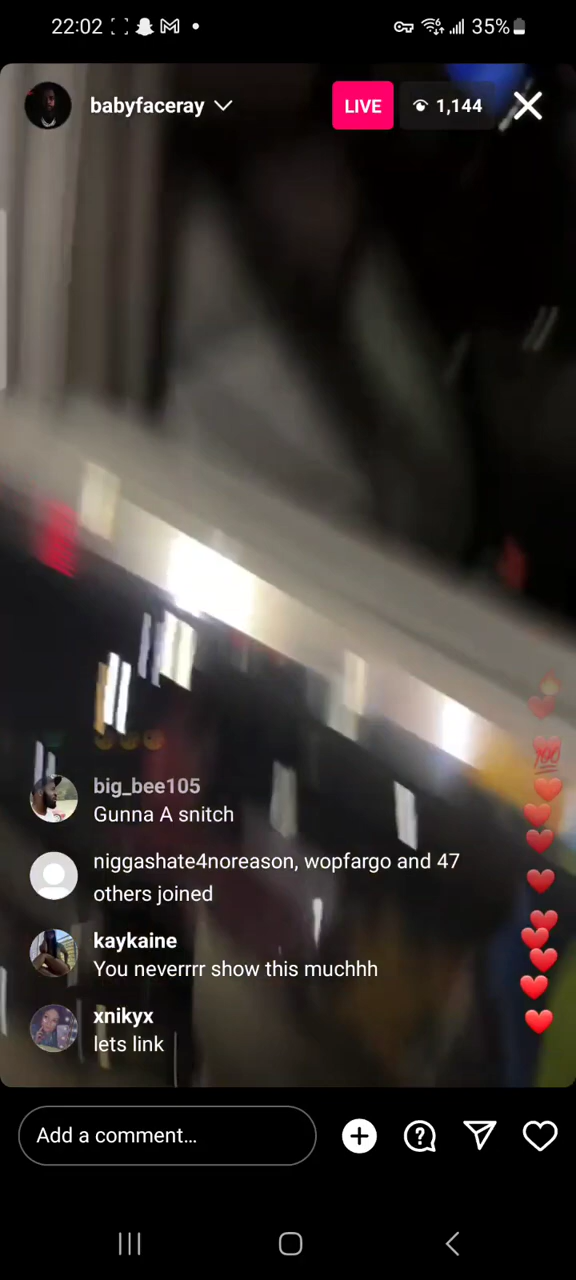 22:02
35%
babyfaceray
LIVE
1,144
big_bee105
Gunna A snitch
niggashate4noreason, wopfargo and 47
others joined
kaykaine
You neverrrr show this muchhh
xnikyx
lets link
Add a comment...